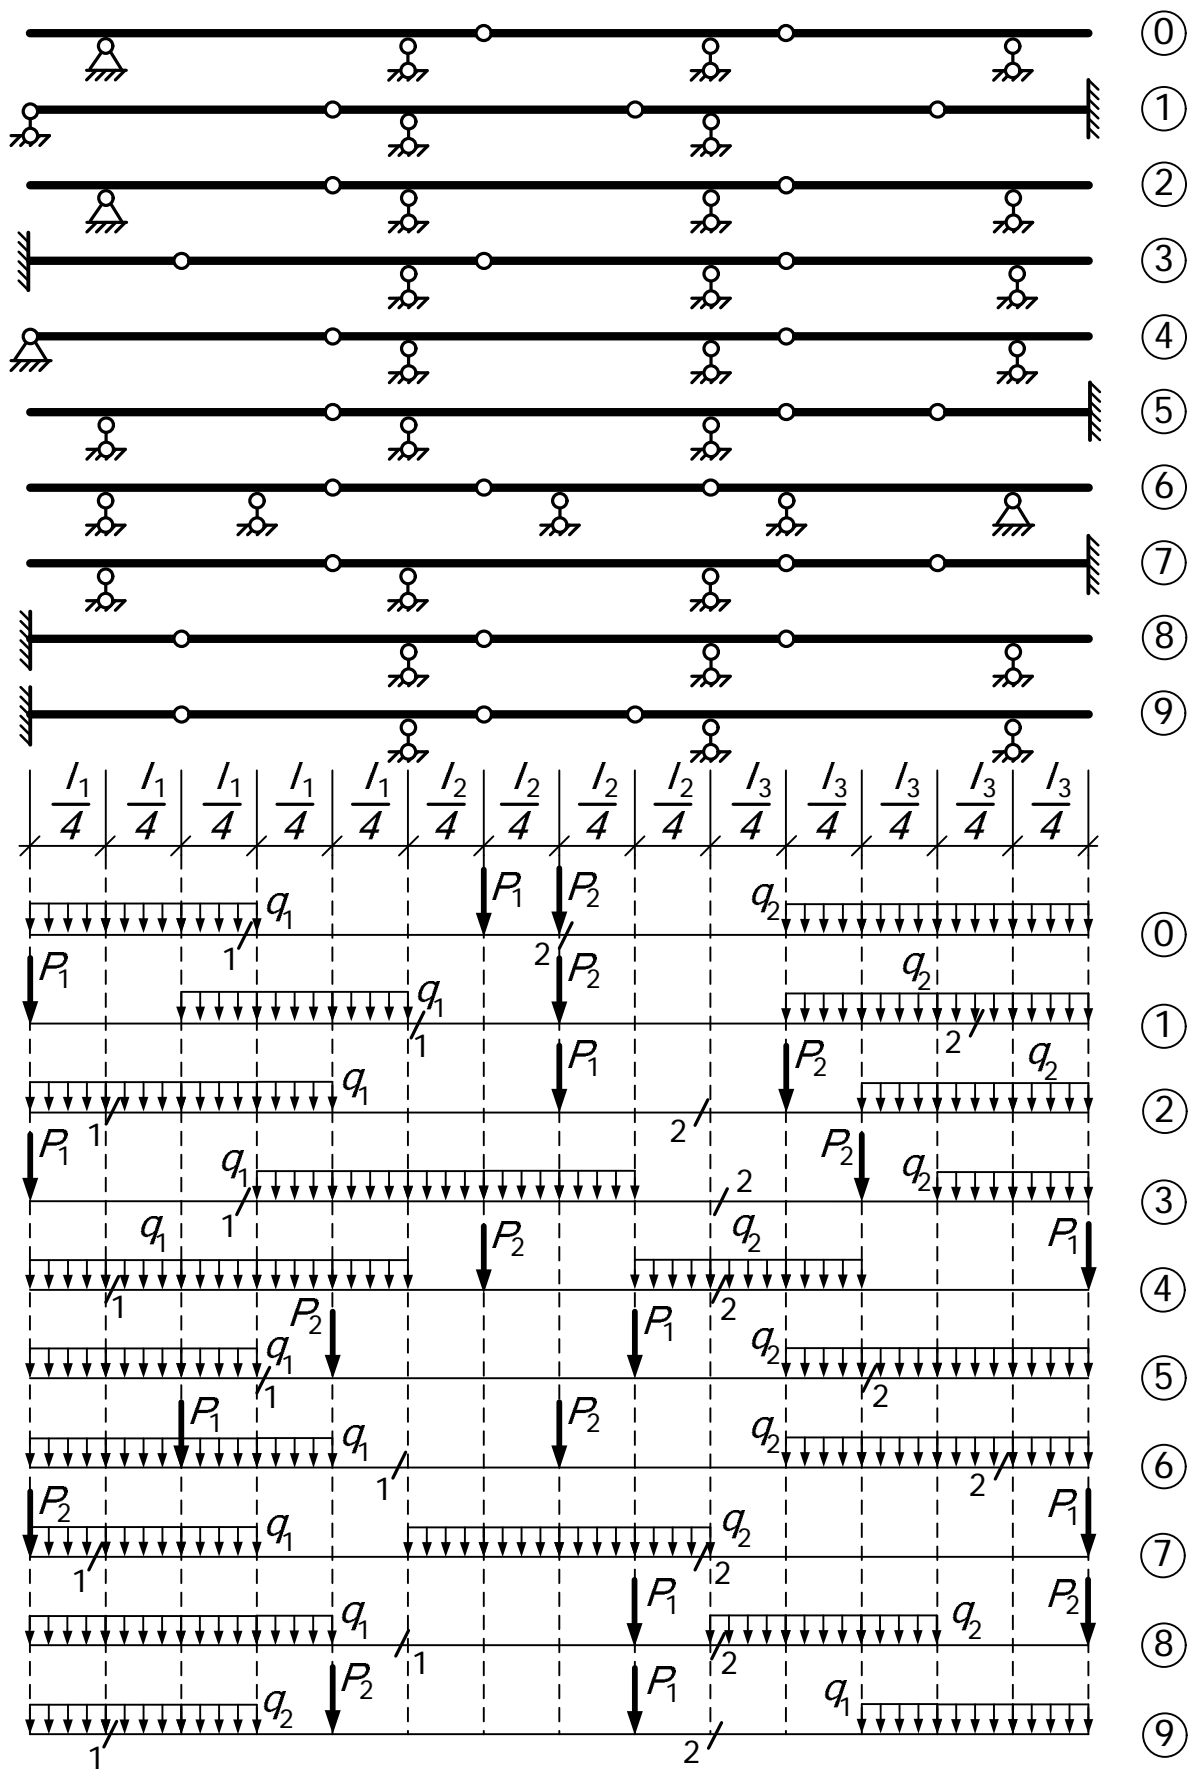 0
1
2
3
4
5
6
7
8
9
l1/4 l1/4 l1/4 l1/4 l1/4 l2/4 l2/4 l2/4 l2/4 l3/4 l3/4 l3/4 l3/4 l3/4
q1 1 P1 P2 2 q2 0
P1 q1 1 P2 q2 2 1
1 q1 P1 2 P2 q2 2
P1 q1 1 2 P2 q2 3
q1 1 P2 q2 2 P1 4
q1 1 P2 P1 q2 2 5
P1 q1 1 P2 q2 2 6
P2 1 q1 q2 2 P1 7
q1 1 P1 2 q2 P2 8
1 q2 P2 P1 2 q1 9